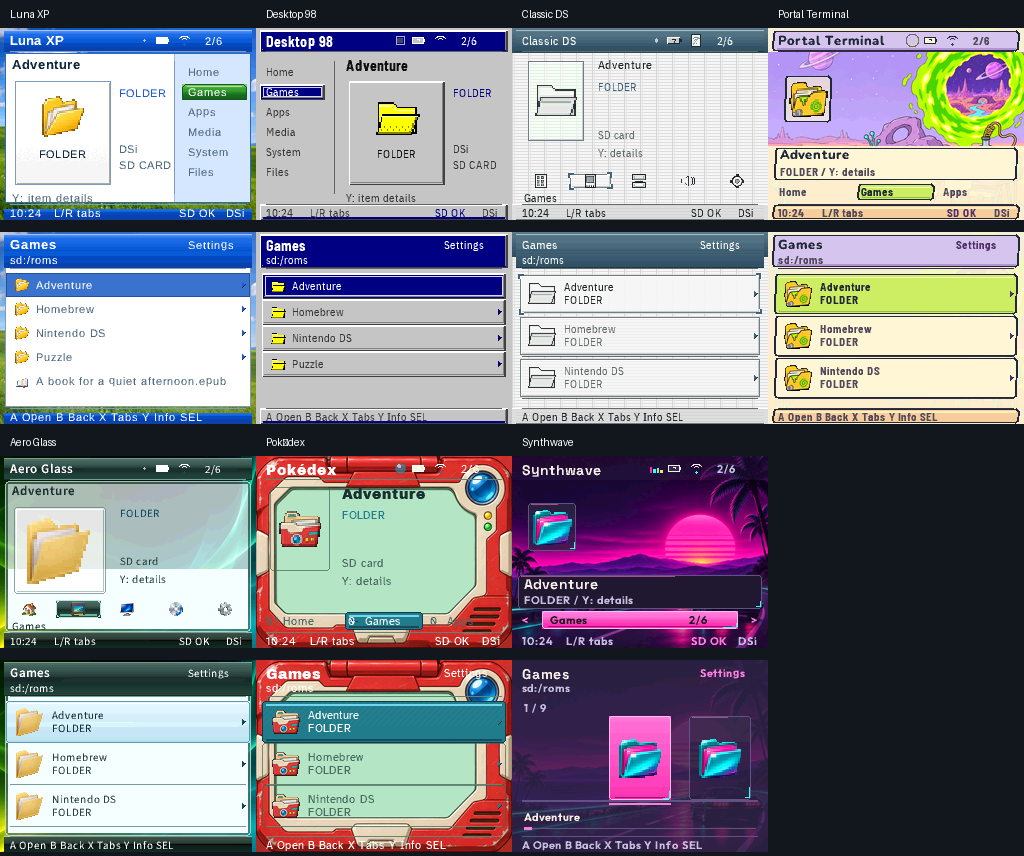 Luna XP
Luna XP
2/6
Adventure
FOLDER
FOLDER
DSi
SD CARD
Y: item details
Home
Games
Apps
Media
System
Files
10:24 L/R tabs SD OK DSi
Games Settings
sd:/roms
Adventure
Homebrew
Nintendo DS
Puzzle
A book for a quiet afternoon.epub
A Open B Back X Tabs Y Info SEL
Desktop 98
Desktop 98
2/6
Home
Games
Apps
Media
System
Files
Adventure
FOLDER
FOLDER
DSi
SD CARD
Y: item details
10:24 L/R tabs SD OK DSi
Games Settings
sd:/roms
Adventure
Homebrew
Nintendo DS
Puzzle
A Open B Back X Tabs Y Info SEL
Classic DS
Classic DS
2/6
Adventure
FOLDER
SD card
Y: details
Games
10:24 L/R tabs SD OK DSi
Games Settings
sd:/roms
Adventure
FOLDER
Homebrew
FOLDER
Nintendo DS
FOLDER
A Open B Back X Tabs Y Info SEL
Portal Terminal
Portal Terminal
2/6
Adventure
FOLDER / Y: details
Home Games Apps
10:24 L/R tabs SD OK DSi
Games Settings
sd:/roms
Adventure
FOLDER
Homebrew
FOLDER
Nintendo DS
FOLDER
A Open B Back X Tabs Y Info SEL
Aero Glass
Aero Glass
2/6
Adventure
FOLDER
SD card
Y: details
Games
10:24 L/R tabs SD OK DSi
Games Settings
sd:/roms
Adventure
FOLDER
Homebrew
FOLDER
Nintendo DS
FOLDER
A Open B Back X Tabs Y Info SEL
Pok□dex
Pokédex
2/6
Adventure
FOLDER
SD card
Y: details
Home Games
10:24 L/R tabs SD OK DSi
Games Settings
sd:/roms
Adventure
FOLDER
Homebrew
FOLDER
Nintendo DS
FOLDER
A Open B Back X Tabs Y Info SEL
Synthwave
Synthwave
2/6
Adventure
FOLDER / Y: details
< Games 2/6 >
10:24 L/R tabs SD OK DSi
Games Settings
sd:/roms
1 / 9
Adventure
A Open B Back X Tabs Y Info SEL